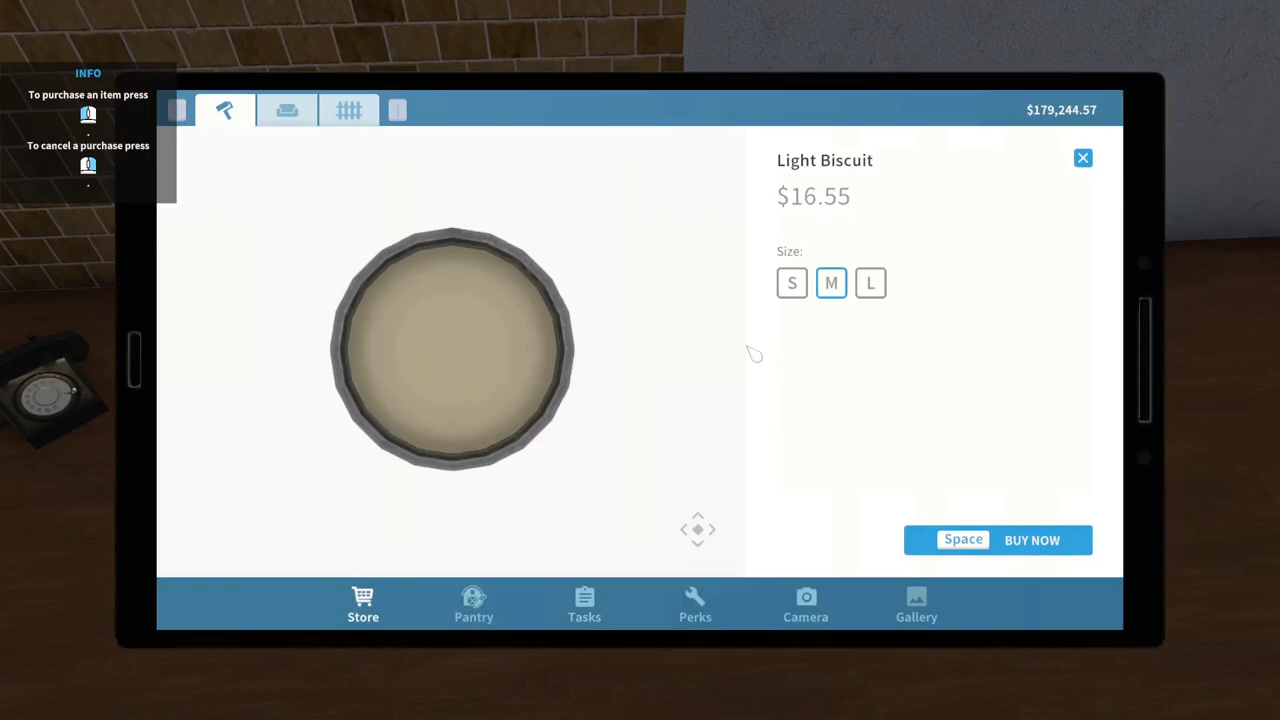 INFO
To purchase an item press
.
To cancel a purchase press
.
$179,244.57
Light Biscuit
$16.55
Size:
S M L
Space BUY NOW
Store Pantry Tasks Perks Camera Gallery